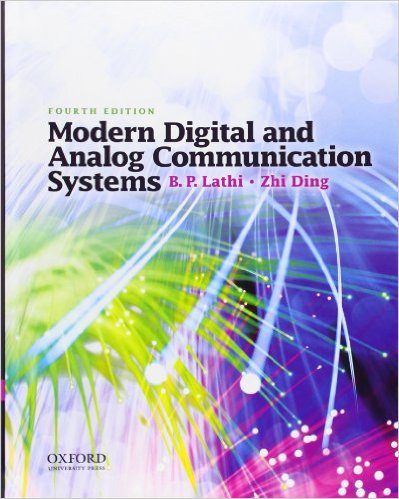 FOURTH EDITION
Modern Digital and
Analog Communication
Systems B. P. Lathi • Zhi Ding
OXFORD
UNIVERSITY PRESS